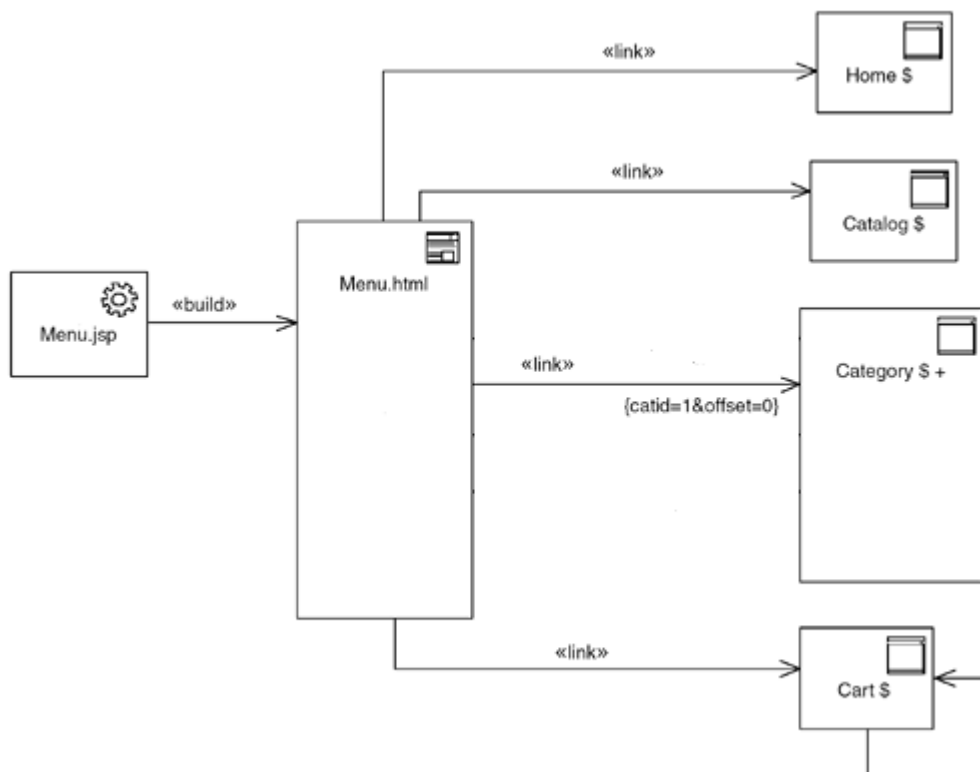 «link»
Home $
«link»
Catalog $
Menu.html
«build»
Menu.jsp
«link»
Category $ +
{catid=1&offset=0}
«link»
Cart $